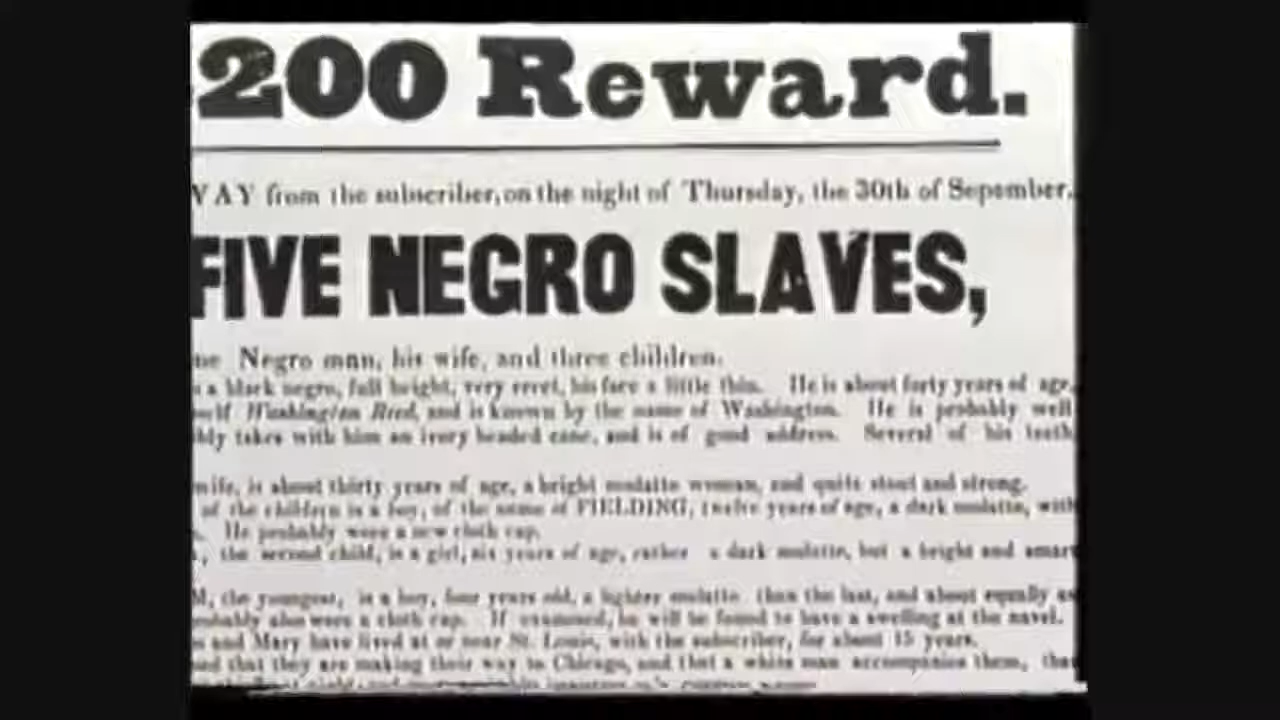 200 Reward.
WAY from the subscriber, on the night of Thursday, the 30th of Sepember,
FIVE NEGRO SLAVES,
Negro man, his wife, and three children.
a black negro, full height, very erect, his face a little thin. He is about forty years of age,
Washington Reed, and is known by the name of Washington. He is probably well
bly takes with him an ivory headed cane, and is of good address. Several of his teeth
wife, is about thirty years of age, a bright mulatto woman, and quite stout and strong.
of the children is a boy, of the name of FIELDING, twelve years of age, a dark mulatto, with
He probably wore a new cloth cap.
, the second child, is a girl, six years of age, rather a dark mulatto, but a bright and smart
M, the youngest, is a boy, four years old, a lighter mulatto than the last, and about equally as
also wore a cloth cap. If examined, he will be found to have a swelling at the navel.
and Mary have lived at or near St. Louis, with the subscriber, for about 15 years.
that they are making their way to Chicago, and that a white man accompanies them, that